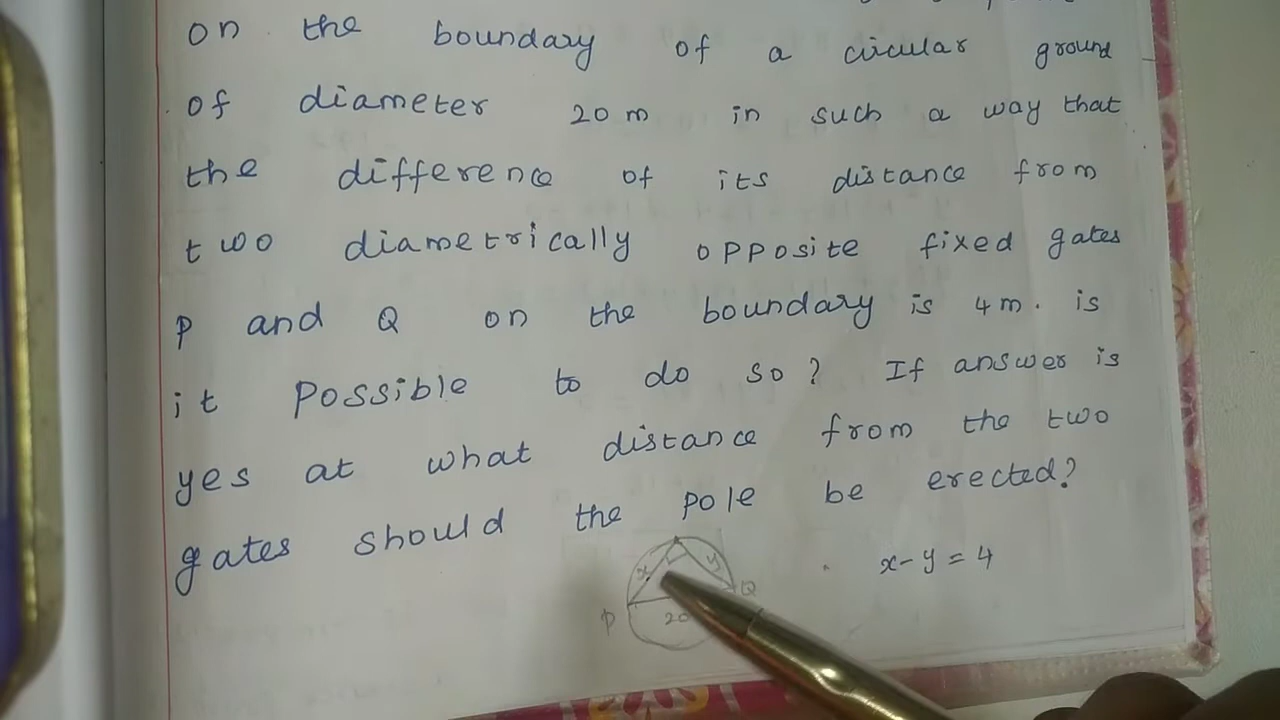 on the boundary of a circular ground
of diameter 20 m in such a way that
the difference of its distance from
two diametrically opposite fixed gates
P and Q on the boundary is 4m. is
it possible to do so? If answer is
yes at what distance from the two
gates should the pole be erected?
x - y = 4
x y
P Q
20